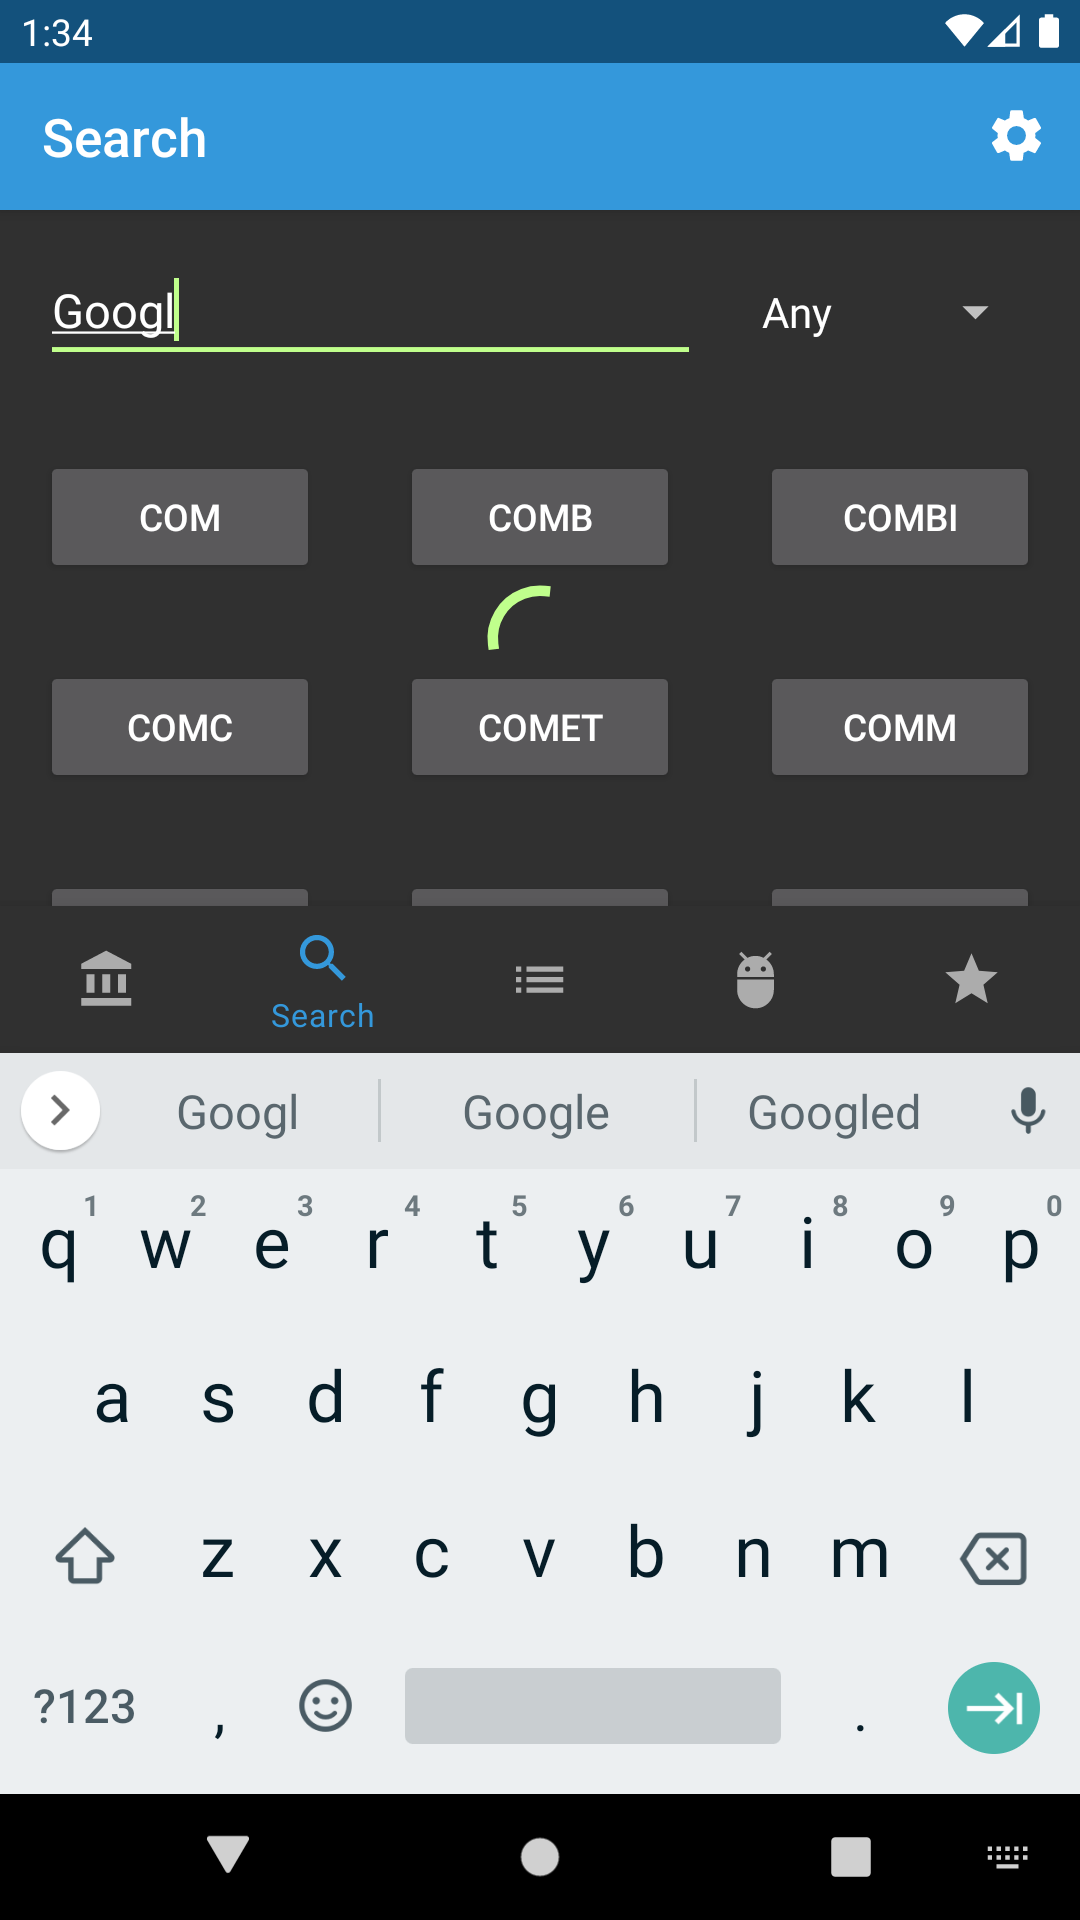 1:34
Search
Googl
Any
COM COMB COMBI
COMC COMET COMM
Search
Googl Google Googled
1 2 3 4 5 6 7 8 9 0
q w e r t y u i o p
a s d f g h j k l
z x c v b n m
?123 , .